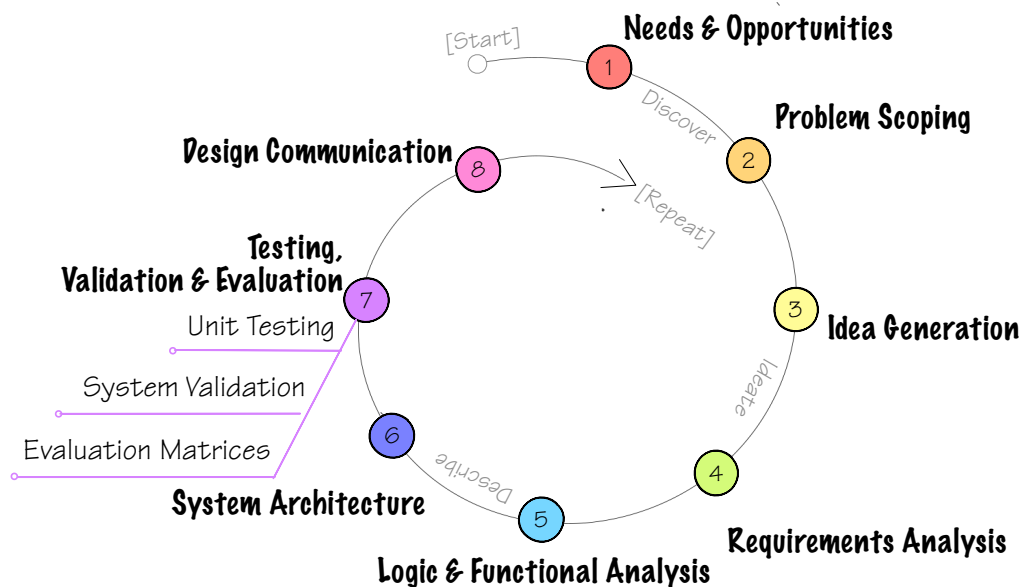 [Start]
1
Needs & Opportunities
Discover
2
Problem Scoping
3
Idea Generation
Ideate
4
Requirements Analysis
5
Logic & Functional Analysis
Describe
6
System Architecture
7
Testing,
Validation & Evaluation
Unit Testing
System Validation
Evaluation Matrices
8
Design Communication
[Repeat]